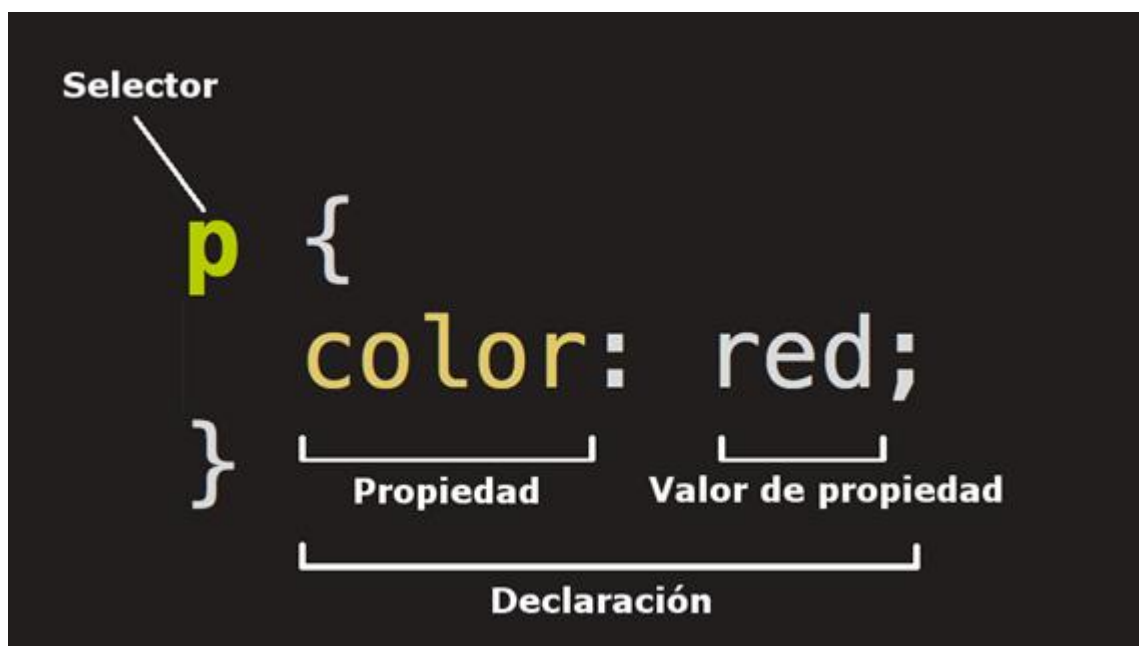 Selector
p {
color: red;
}
Propiedad Valor de propiedad
Declaración